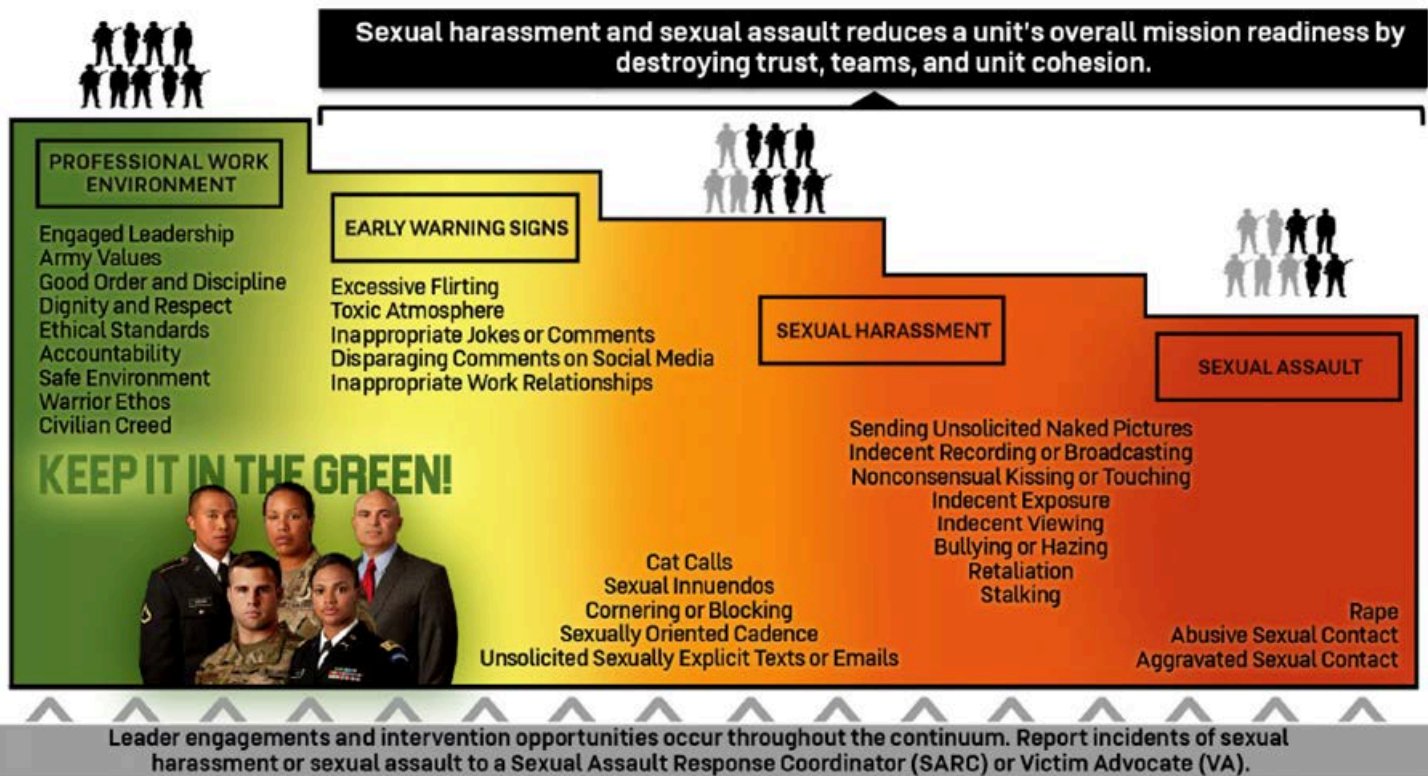 Sexual harassment and sexual assault reduces a unit's overall mission readiness by
destroying trust, teams, and unit cohesion.
PROFESSIONAL WORK
ENVIRONMENT
Engaged Leadership
Army Values
Good Order and Discipline
Dignity and Respect
Ethical Standards
Accountability
Safe Environment
Warrior Ethos
Civilian Creed
KEEP IT IN THE GREEN!
EARLY WARNING SIGNS
Excessive Flirting
Toxic Atmosphere
Inappropriate Jokes or Comments
Disparaging Comments on Social Media
Inappropriate Work Relationships
SEXUAL HARASSMENT
Cat Calls
Sexual Innuendos
Cornering or Blocking
Sexually Oriented Cadence
Unsolicited Sexually Explicit Texts or Emails
Sending Unsolicited Naked Pictures
Indecent Recording or Broadcasting
Nonconsensual Kissing or Touching
Indecent Exposure
Indecent Viewing
Bullying or Hazing
Retaliation
Stalking
SEXUAL ASSAULT
Rape
Abusive Sexual Contact
Aggravated Sexual Contact
Leader engagements and intervention opportunities occur throughout the continuum. Report incidents of sexual
harassment or sexual assault to a Sexual Assault Response Coordinator (SARC) or Victim Advocate (VA).